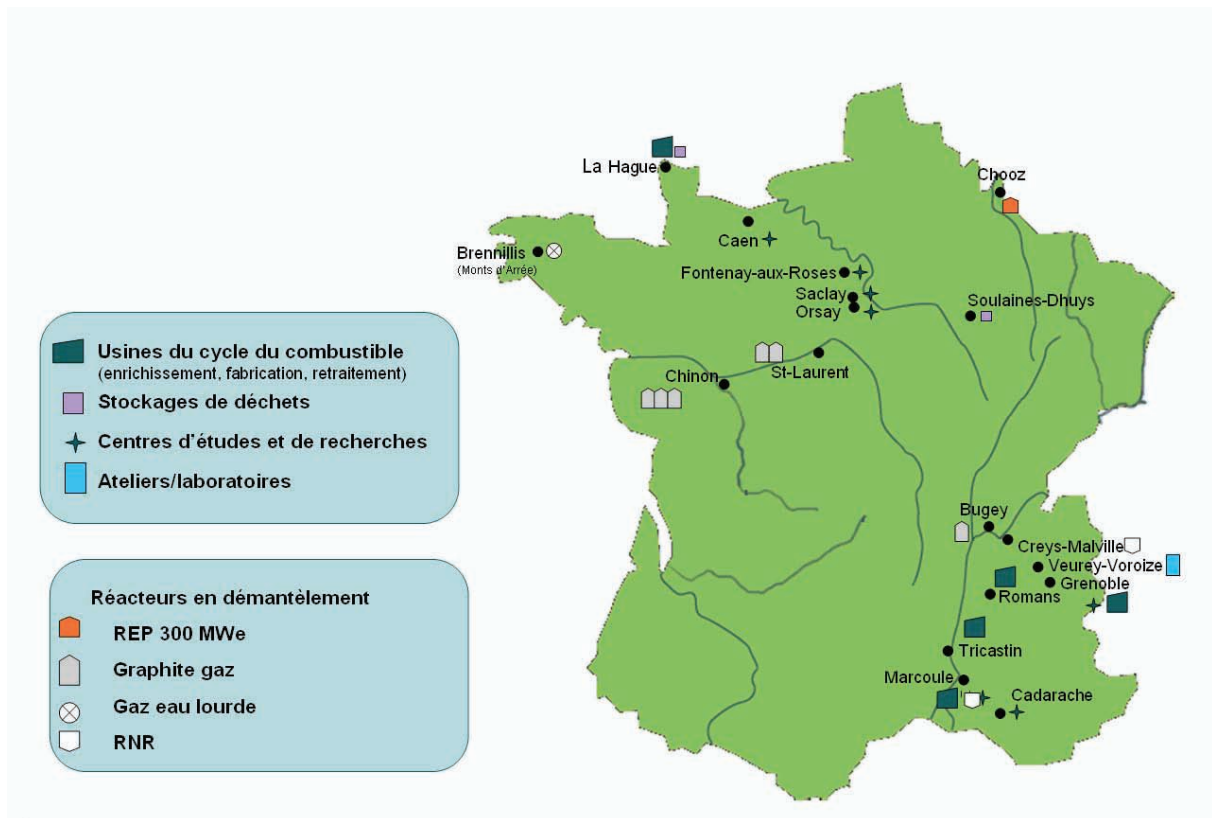 La Hague
Chooz
Caen
Brennillis
(Monts d'Arrée)
Fontenay-aux-Roses
Saclay
Orsay
Soulaines-Dhuys
St-Laurent
Chinon
Usines du cycle du combustible
(enrichissement, fabrication, retraitement)
Stockages de déchets
Centres d'études et de recherches
Ateliers/laboratoires
Bugey
Creys-Malville
Veurey-Voroize
Grenoble
Romans
Tricastin
Marcoule
Cadarache
Réacteurs en démantèlement
REP 300 MWe
Graphite gaz
Gaz eau lourde
RNR